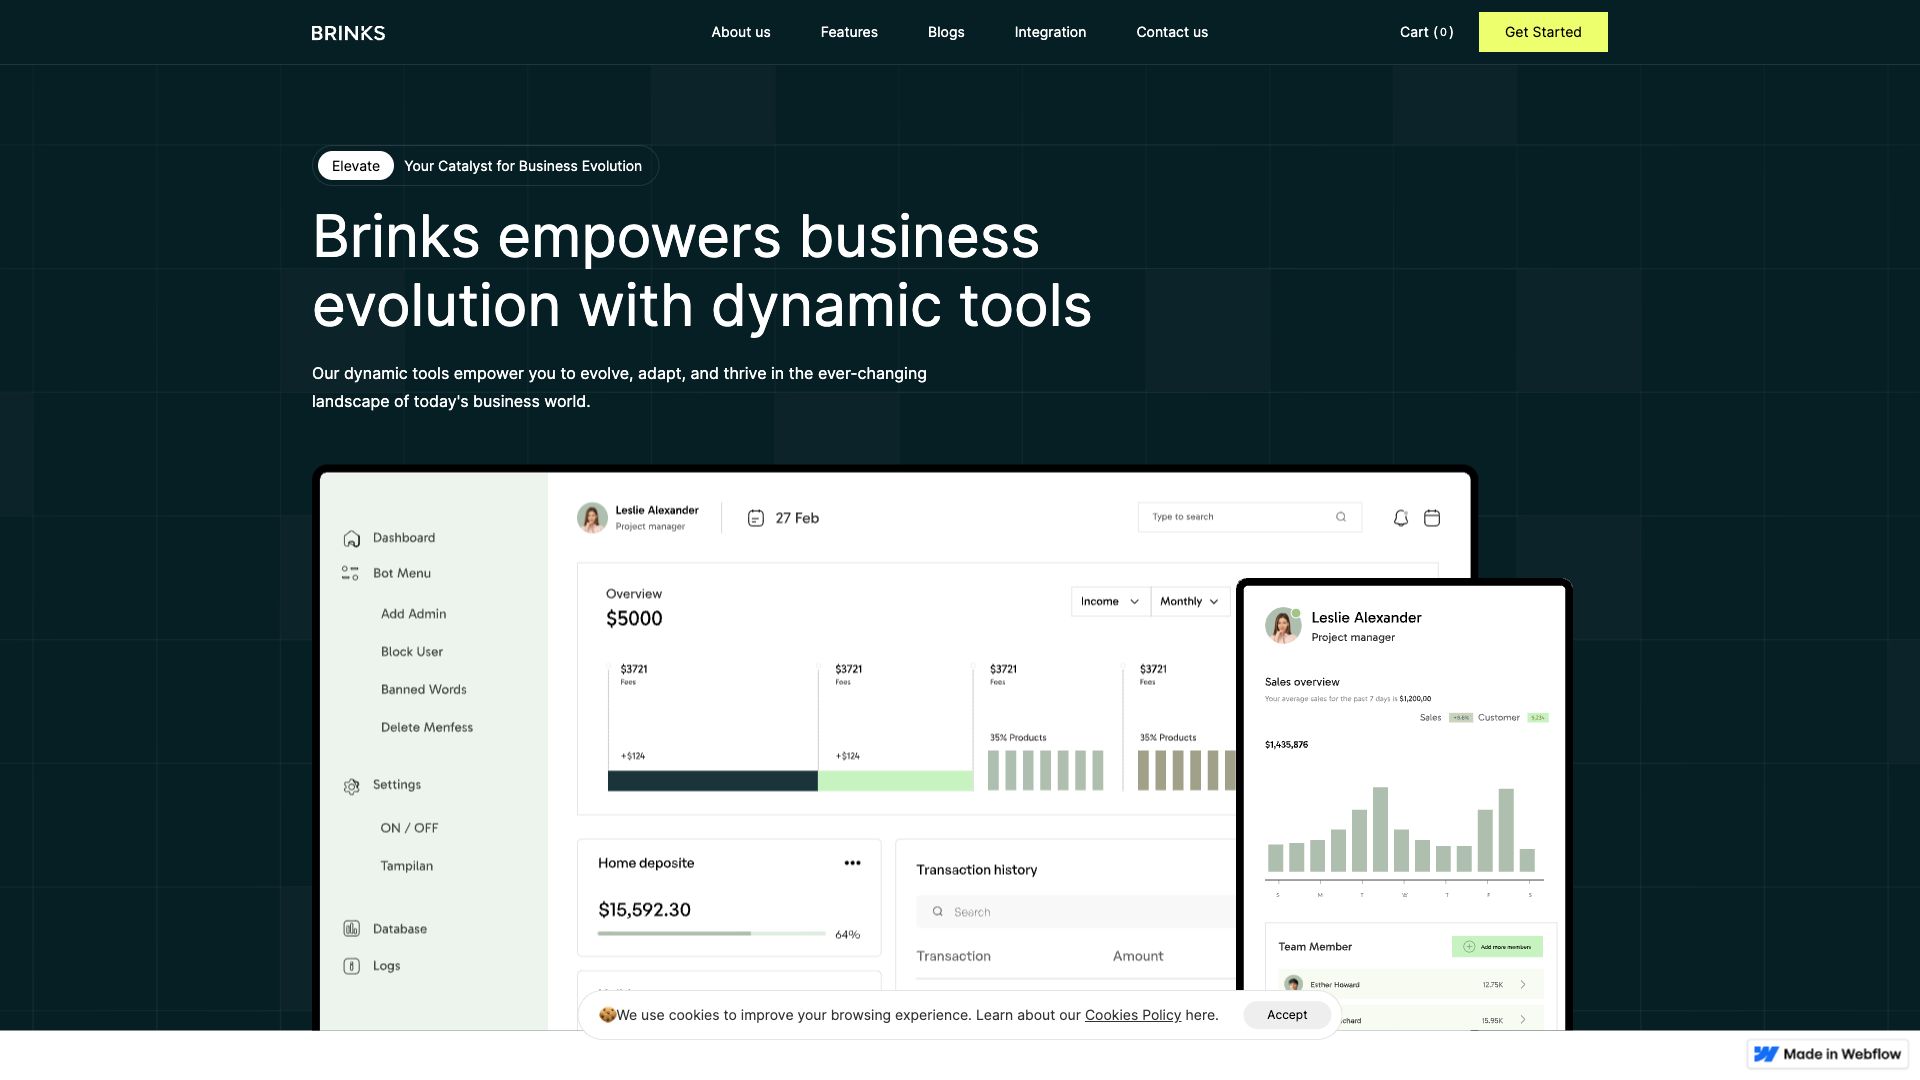 BRINKS
About us
Features
Blogs
Integration
Contact us
Cart (0)
Get Started
Elevate
Your Catalyst for Business Evolution
Brinks empowers business
evolution with dynamic tools
Our dynamic tools empower you to evolve, adapt, and thrive in the ever-changing
landscape of today's business world.
Dashboard
Bot Menu
Add Admin
Block User
Banned Words
Delete Menfess
Settings
ON / OFF
Tampilan
Database
Logs
Leslie Alexander
Project manager
27 Feb
Type to search
Overview
$5000
Income
Monthly
$3721
Fees
+$124
$3721
Fees
+$124
$3721
Fees
35% Products
$3721
Fees
35% Products
Home deposite
$15,592.30
64%
Transaction history
Search
Transaction
Amount
Leslie Alexander
Project manager
Sales overview
Your average sales for the past 7 days is $1,200,00
Sales
Customer
$1,435,876
S M T W T F S
Team Member
Add more members
Esther Howard
12.75K
15.95K
🍪We use cookies to improve your browsing experience. Learn about our Cookies Policy here.
Accept
Made in Webflow